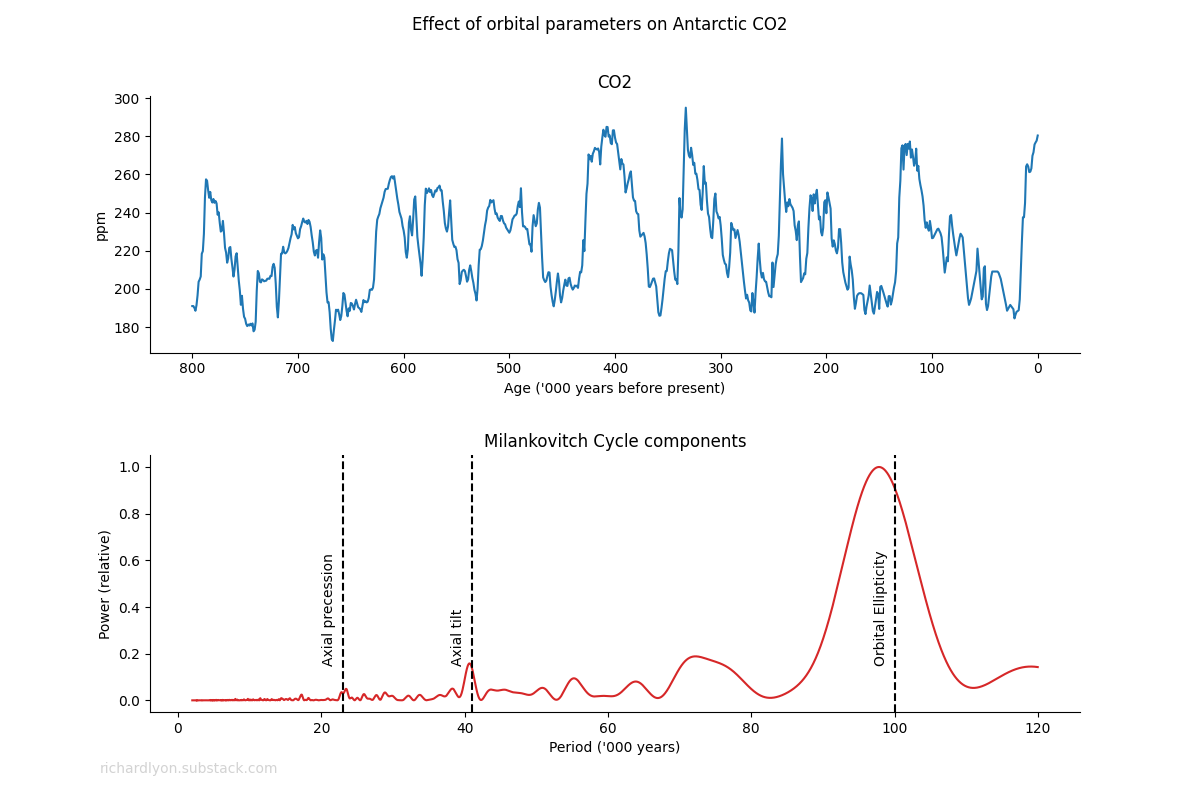 Effect of orbital parameters on Antarctic CO2
CO2
300
280
260
240
220
200
180
ppm
800 700 600 500 400 300 200 100 0
Age ('000 years before present)
Milankovitch Cycle components
1.0
0.8
0.6
0.4
0.2
0.0
Power (relative)
Axial precession
Axial tilt
Orbital Ellipticity
0 20 40 60 80 100 120
Period ('000 years)
richardlyon.substack.com